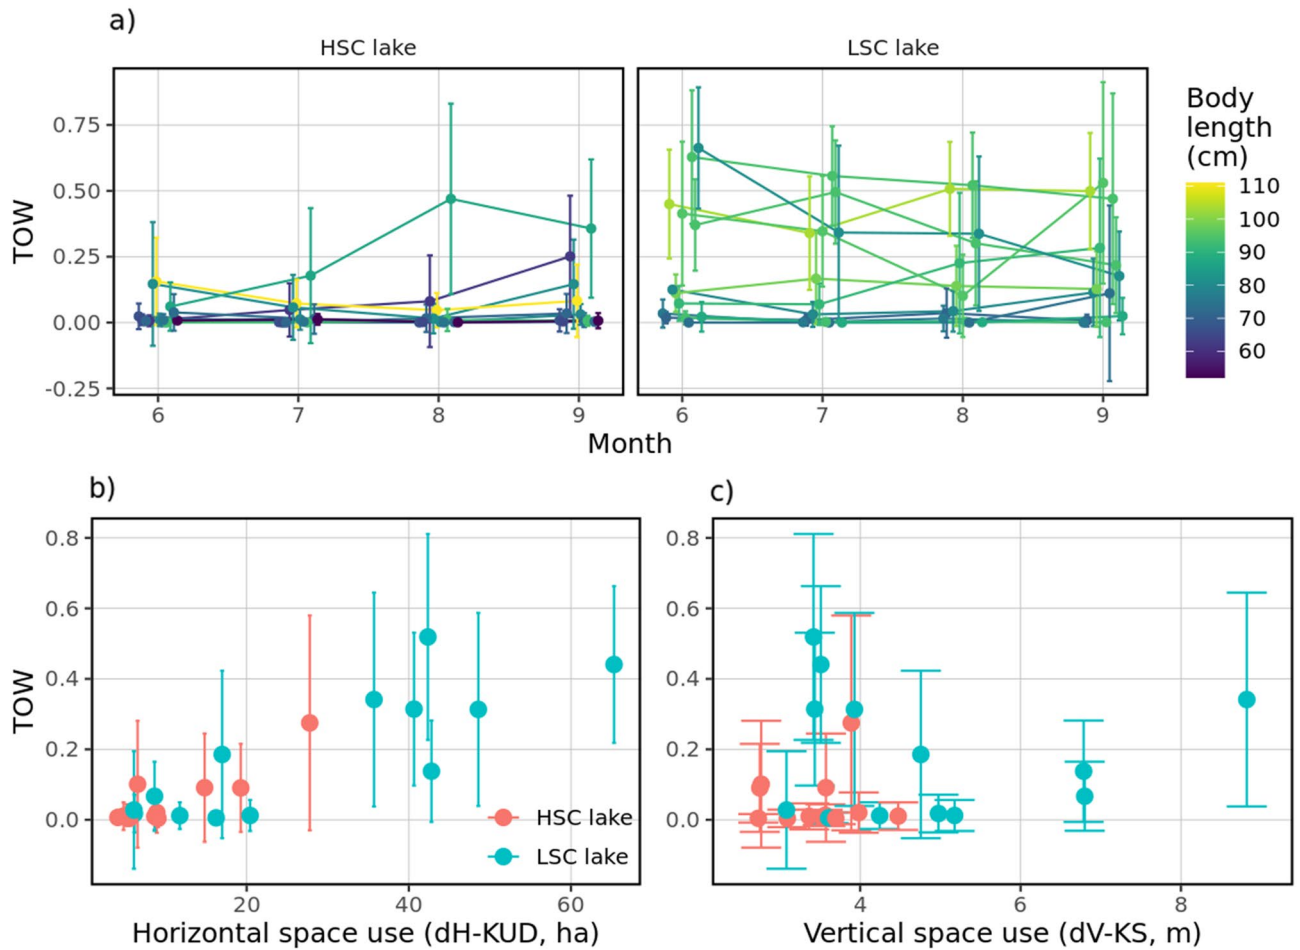 a)
HSC lake
LSC lake
TOW
0.75
0.50
0.25
0.00
-0.25
6
7
8
9
6
7
8
9
Month
Body
length
(cm)
110
100
90
80
70
60
b)
TOW
0.8
0.6
0.4
0.2
0.0
20
40
60
Horizontal space use (dH-KUD, ha)
HSC lake
LSC lake
c)
0.8
0.6
0.4
0.2
0.0
4
6
8
Vertical space use (dV-KS, m)